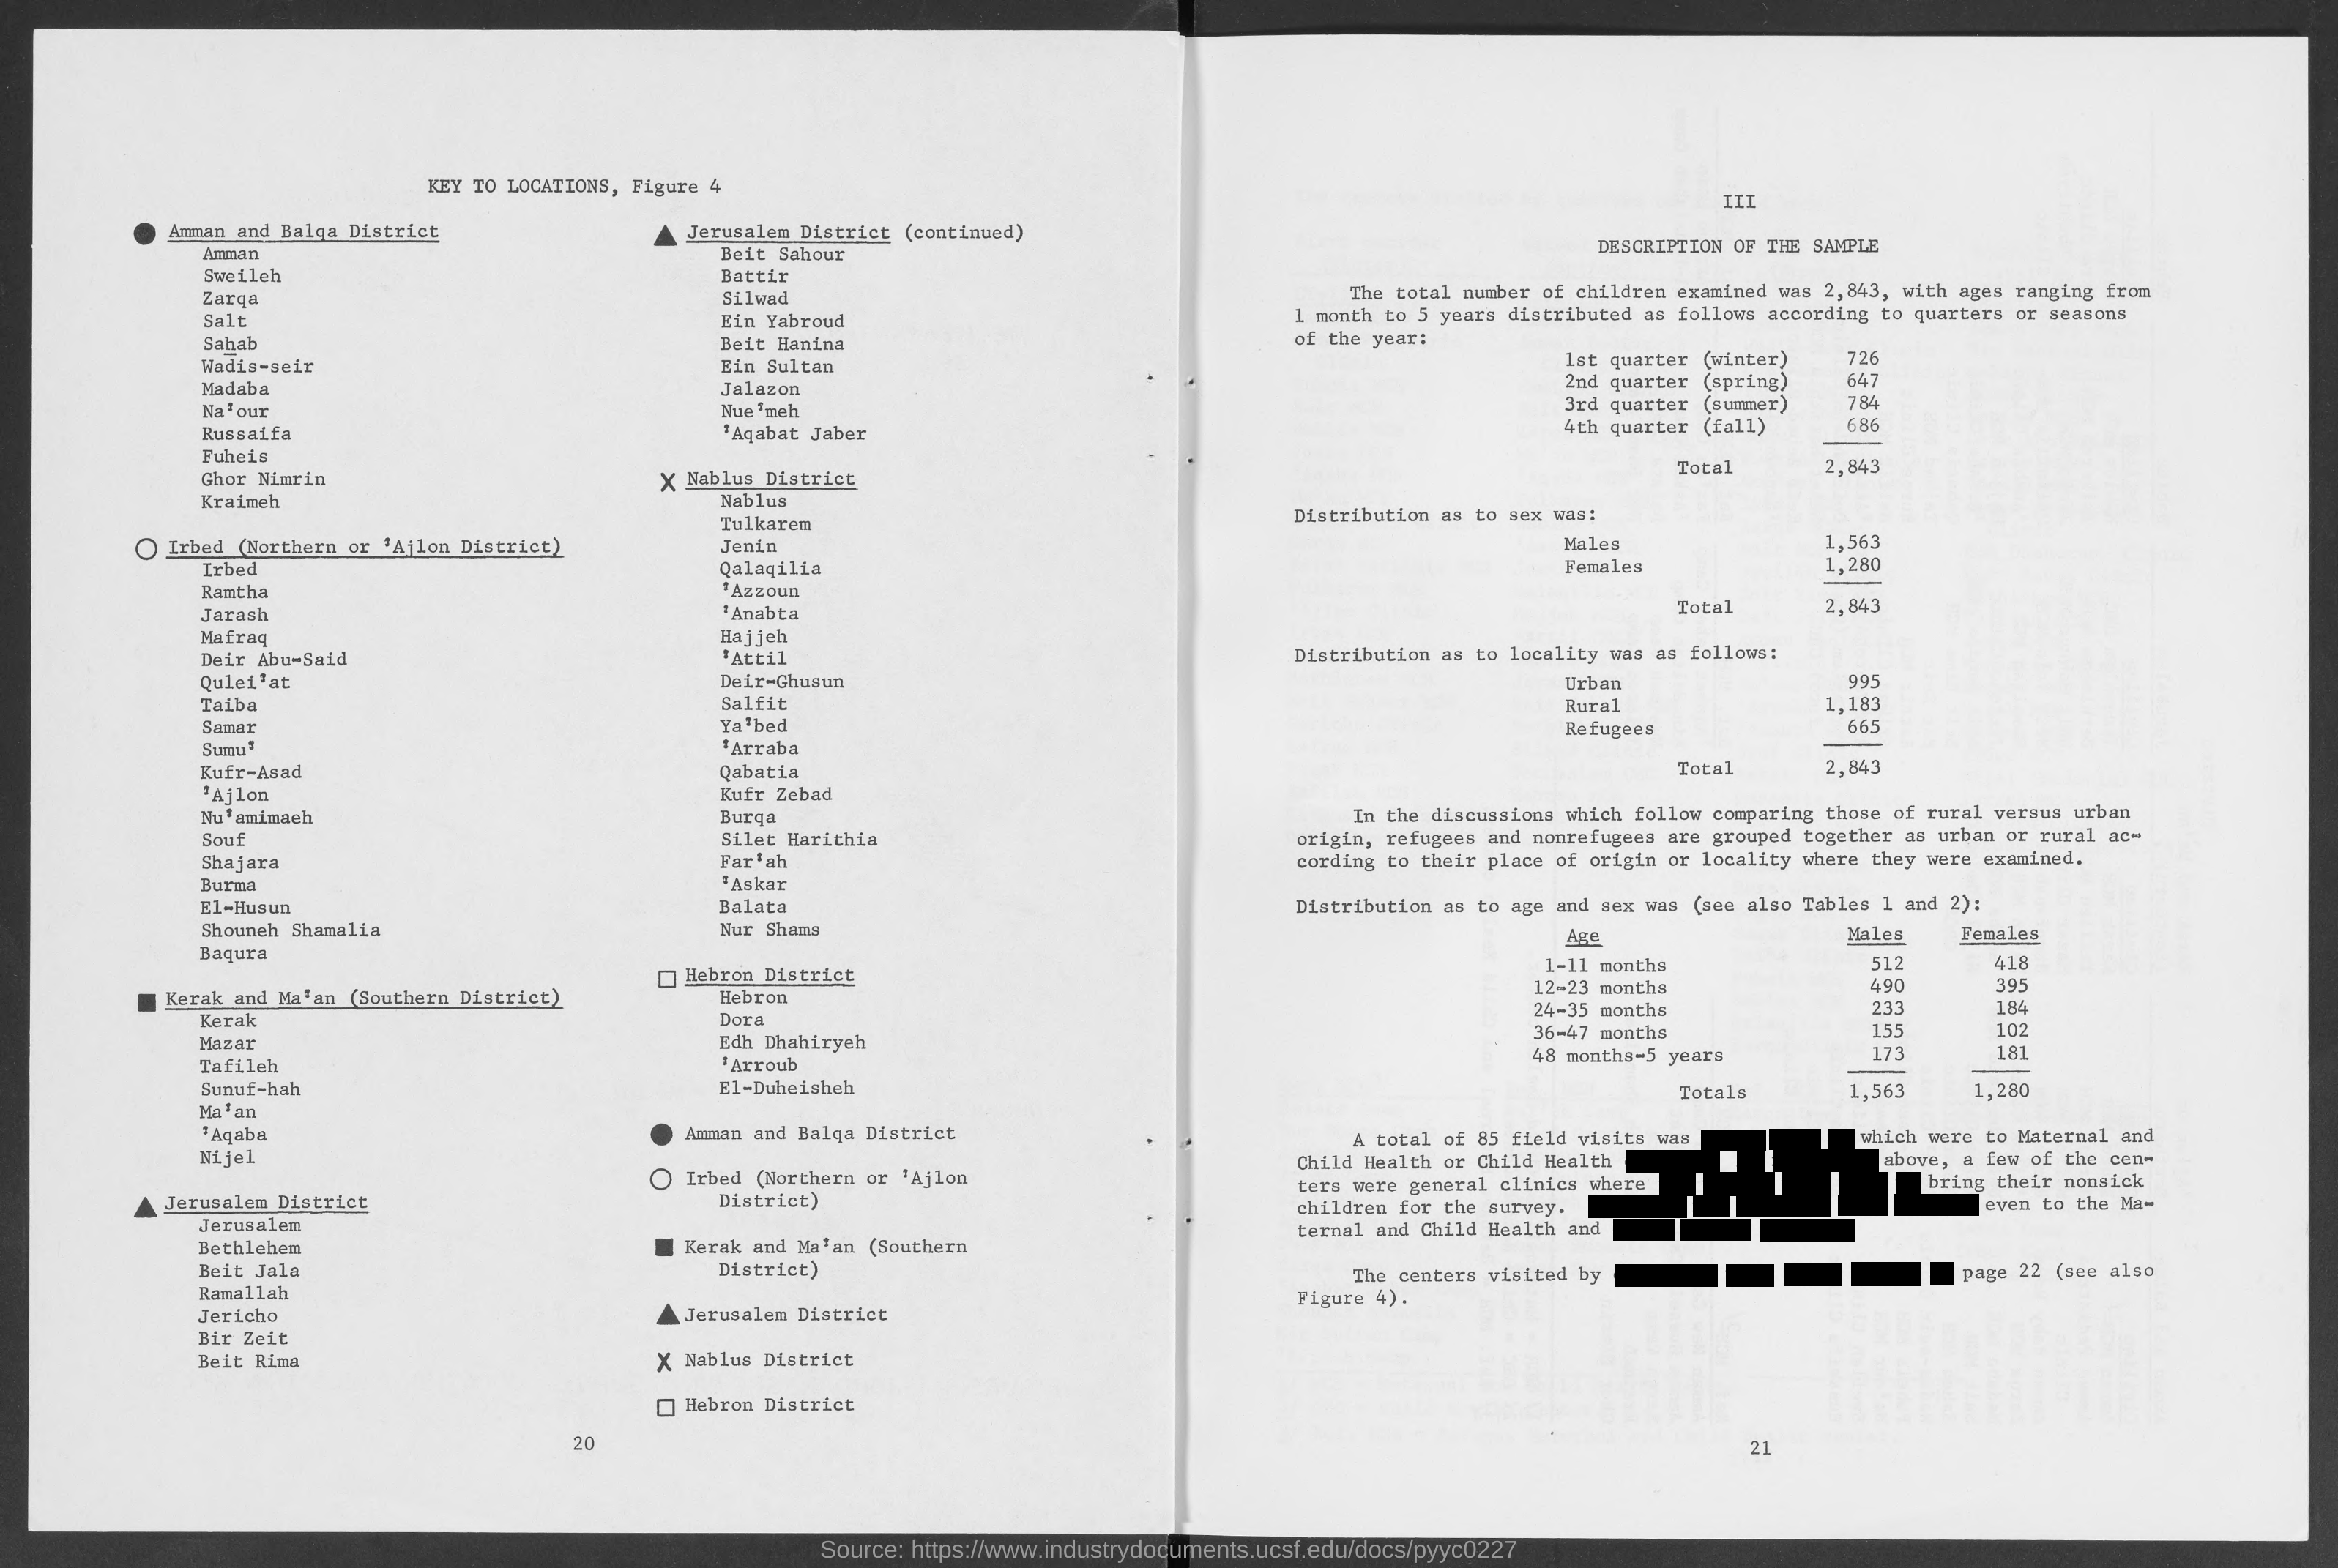 KEY TO LOCATIONS, Figure 4
Amman and Balqa District
Amman
Sweileh
Zarqa
Salt
Sahab
Wadis-seir
Madaba
Na'our
Russaifa
Fuheis
Ghor Nimrin
Kraimeh
Irbed (Northern or 'Ajlon District)
Irbed
Ramtha
Jarash
Mafraq
Deir Abu-Said
Qulei'at
Taiba
Samar
Sumu'
Kufr-Asad
'Ajlon
Nu'amimaeh
Souf
Shajara
Burma
El-Husun
Shouneh Shamalia
Baqura
Kerak and Ma'an (Southern District)
Kerak
Mazar
Tafileh
Sunuf-hah
Ma'an
'Aqaba
Nijel
Jerusalem District
Jerusalem
Bethlehem
Beit Jala
Ramallah
Jericho
Bir Zeit
Beit Rima
Jerusalem District (continued)
Beit Sahour
Battir
Silwad
Ein Yabroud
Beit Hanina
Ein Sultan
Jalazon
Nue'meh
'Aqabat Jaber
X Nablus District
Nablus
Tulkarem
Jenin
Qalaqilia
'Azzoun
'Anabta
Hajjeh
'Attil
Deir-Ghusun
Salfit
Ya'bed
'Arraba
Qabatia
Kufr Zebad
Burqa
Silet Harithia
Far'ah
'Askar
Balata
Nur Shams
Hebron District
Hebron
Dora
Edh Dhahiryeh
'Arroub
El-Duheisheh
Amman and Balqa District
Irbed (Northern or 'Ajlon
District)
Kerak and Ma'an (Southern
District)
Jerusalem District
X Nablus District
Hebron District
20
III
DESCRIPTION OF THE SAMPLE
The total number of children examined was 2,843, with ages ranging from
1 month to 5 years distributed as follows according to quarters or seasons
of the year:
1st quarter (winter) 726
2nd quarter (spring) 647
3rd quarter (summer) 784
4th quarter (fall) 686
Total 2,843
Distribution as to sex was:
Males 1,563
Females 1,280
Total 2,843
Distribution as to locality was as follows:
Urban 995
Rural 1,183
Refugees 665
Total 2,843
In the discussions which follow comparing those of rural versus urban
origin, refugees and nonrefugees are grouped together as urban or rural ac-
cording to their place of origin or locality where they were examined.
Distribution as to age and sex was (see also Tables 1 and 2):
Age Males Females
1-11 months 512 418
12-23 months 490 395
24-35 months 233 184
36-47 months 155 102
48 months-5 years 173 181
Totals 1,563 1,280
A total of 85 field visits was which were to Maternal and
Child Health or Child Health above, a few of the cen-
ters were general clinics where bring their nonsick
children for the survey. even to the Ma-
ternal and Child Health and
The centers visited by page 22 (see also
Figure 4).
21
Source: https://www.industrydocuments.ucsf.edu/docs/pyyc0227